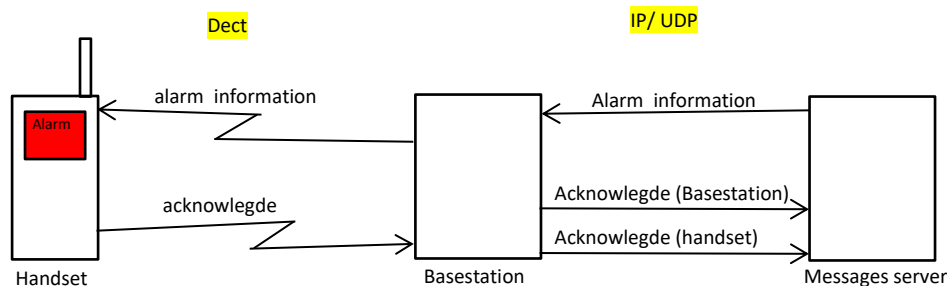 Dect
IP/ UDP
alarm information
Alarm information
Alarm
acknowlegde
Acknowlegde (Basestation)
Acknowlegde (handset)
Handset
Basestation
Messages server